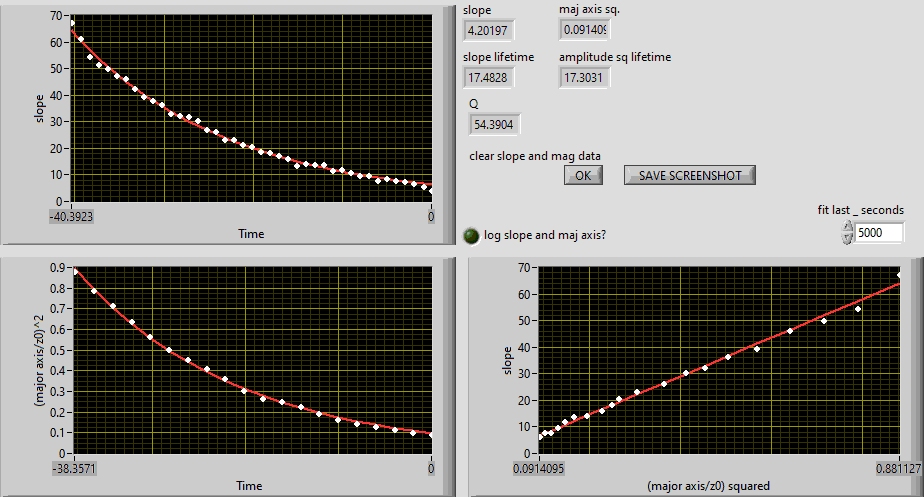 70
60
50
40
30
20
10
0
slope
-40.3923
0
Time
slope
maj axis sq.
4.20197
0.091409
slope lifetime
amplitude sq lifetime
17.4828
17.3031
Q
54.3904
clear slope and mag data
OK
SAVE SCREENSHOT
fit last _ seconds
5000
log slope and maj axis?
0.9
0.8
0.7
0.6
0.5
0.4
0.3
0.2
0.1
0
(major axis/z0)^2
-38.3571
0
Time
70
60
50
40
30
20
10
0
slope
0.0914095
0.881127
(major axis/z0) squared